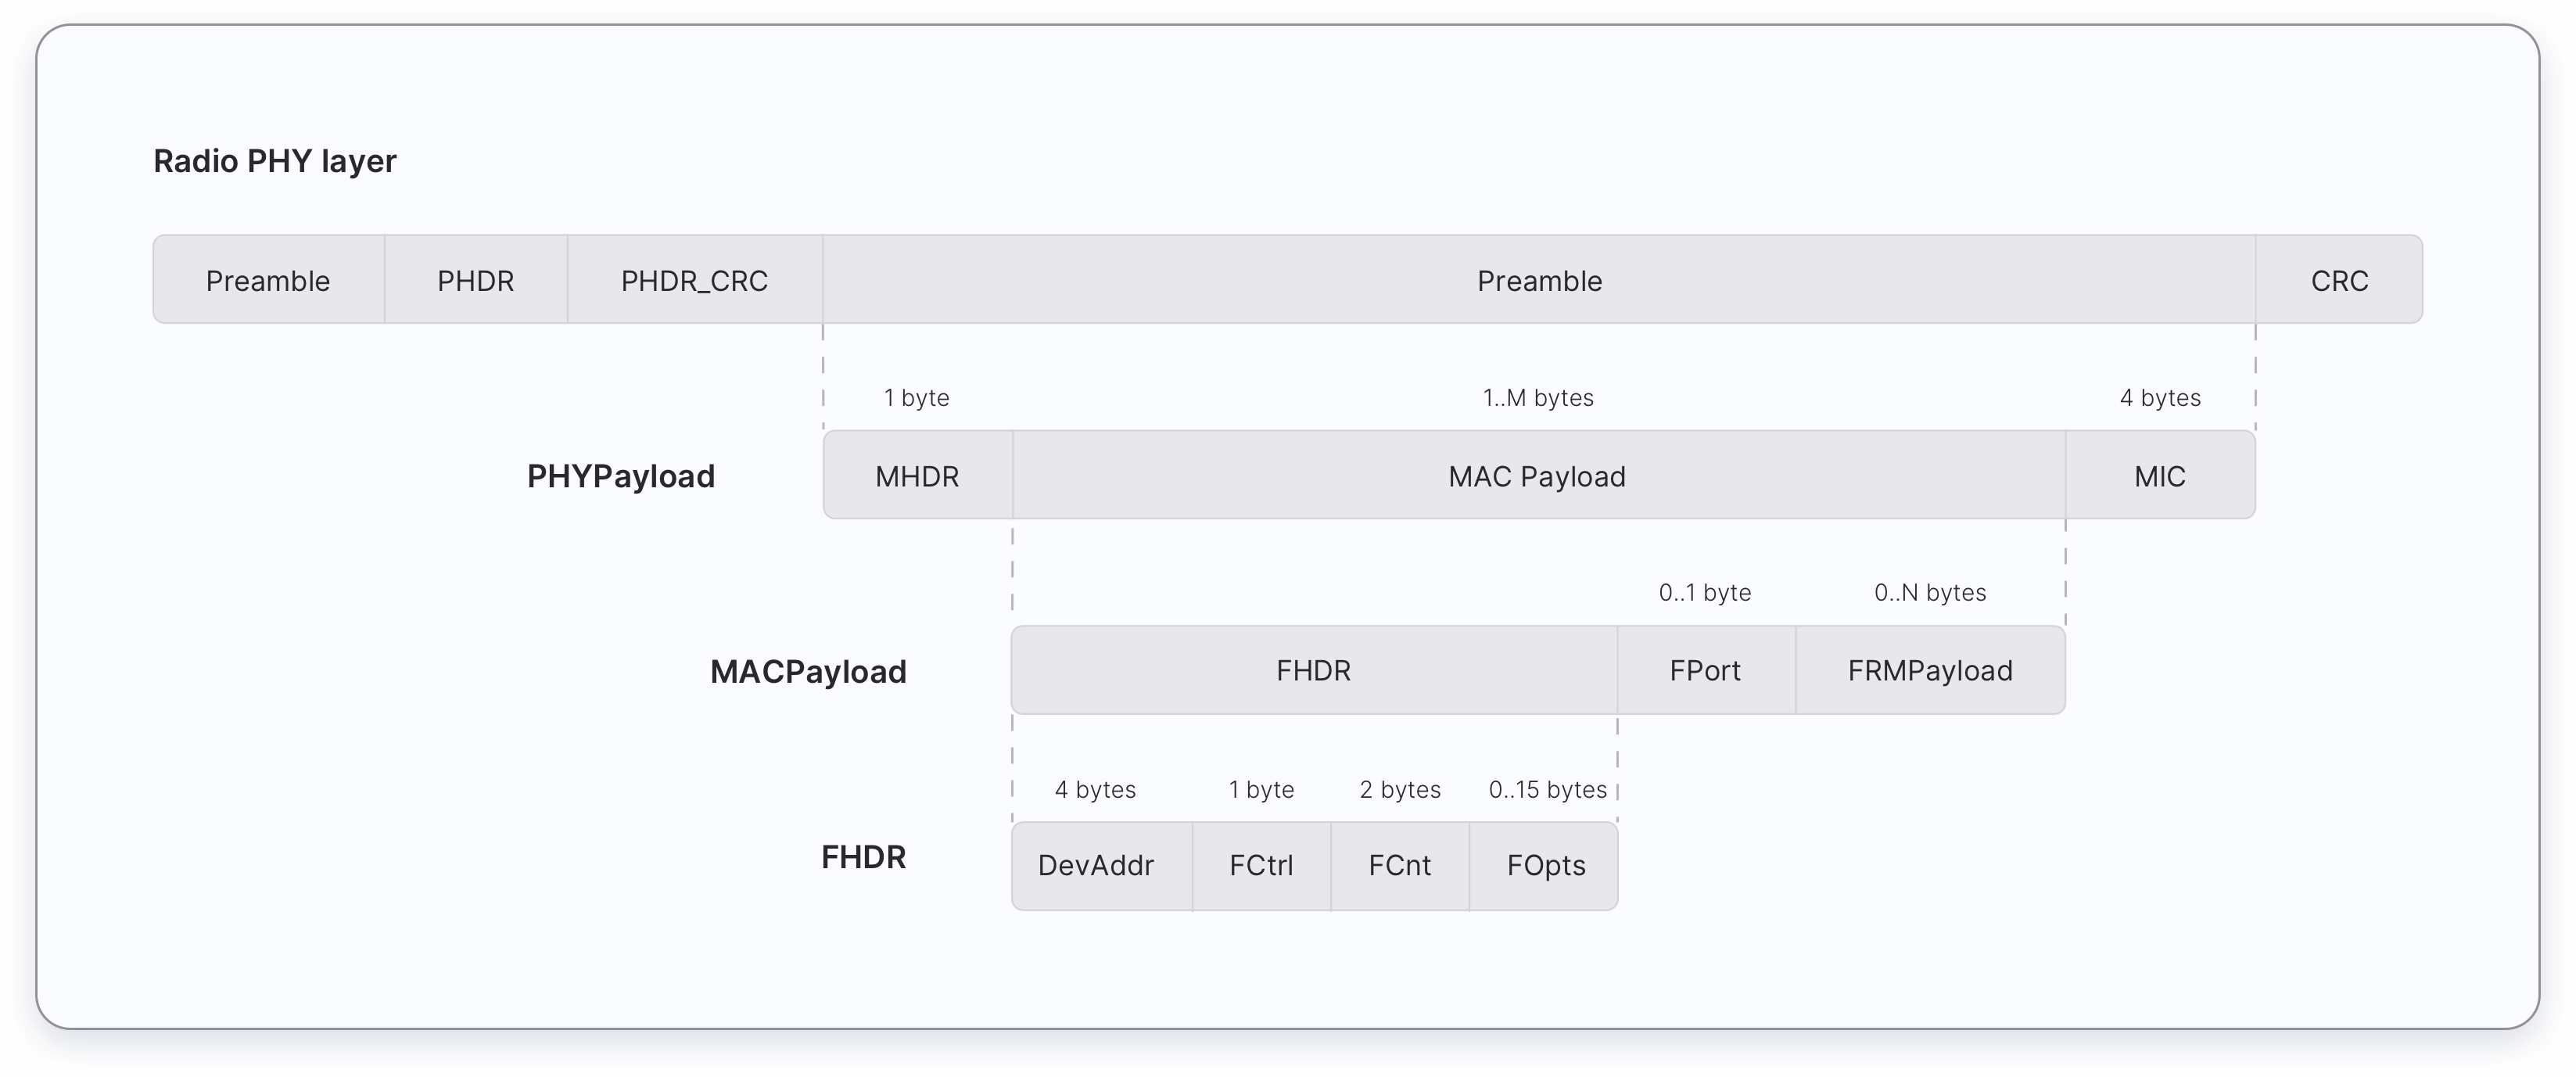 Radio PHY layer
Preamble PHDR PHDR_CRC Preamble CRC
1 byte 1..M bytes 4 bytes
PHYPayload MHDR MAC Payload MIC
0..1 byte 0..N bytes
MACPayload FHDR FPort FRMPayload
4 bytes 1 byte 2 bytes 0..15 bytes
FHDR DevAddr FCtrl FCnt FOpts